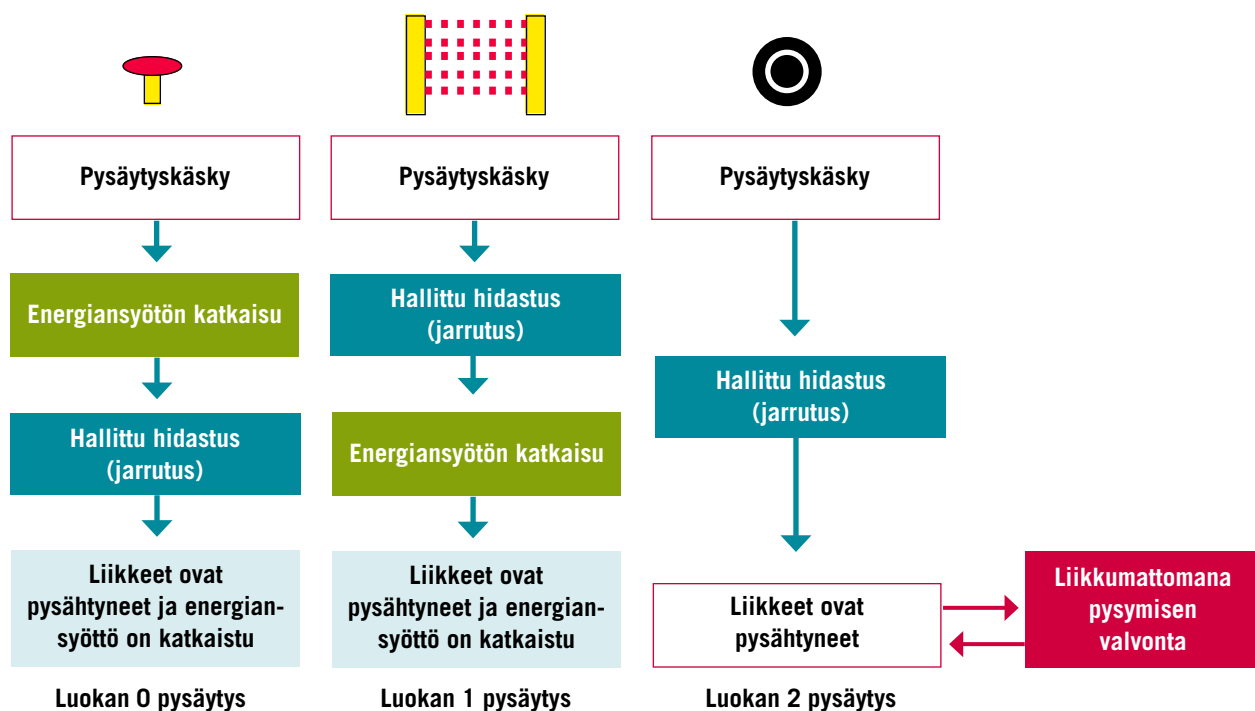 Pysäytyskäsky
Energiansyötön katkaisu
Hallittu hidastus
(jarrutus)
Liikkeet ovat
pysähtyneet ja energian-
syöttö on katkaistu
Luokan 0 pysäytys
Pysäytyskäsky
Hallittu hidastus
(jarrutus)
Energiansyötön katkaisu
Liikkeet ovat
pysähtyneet ja energian-
syöttö on katkaistu
Luokan 1 pysäytys
Pysäytyskäsky
Hallittu hidastus
(jarrutus)
Liikkeet ovat
pysähtyneet
Luokan 2 pysäytys
Liikkumattomana
pysymisen
valvonta